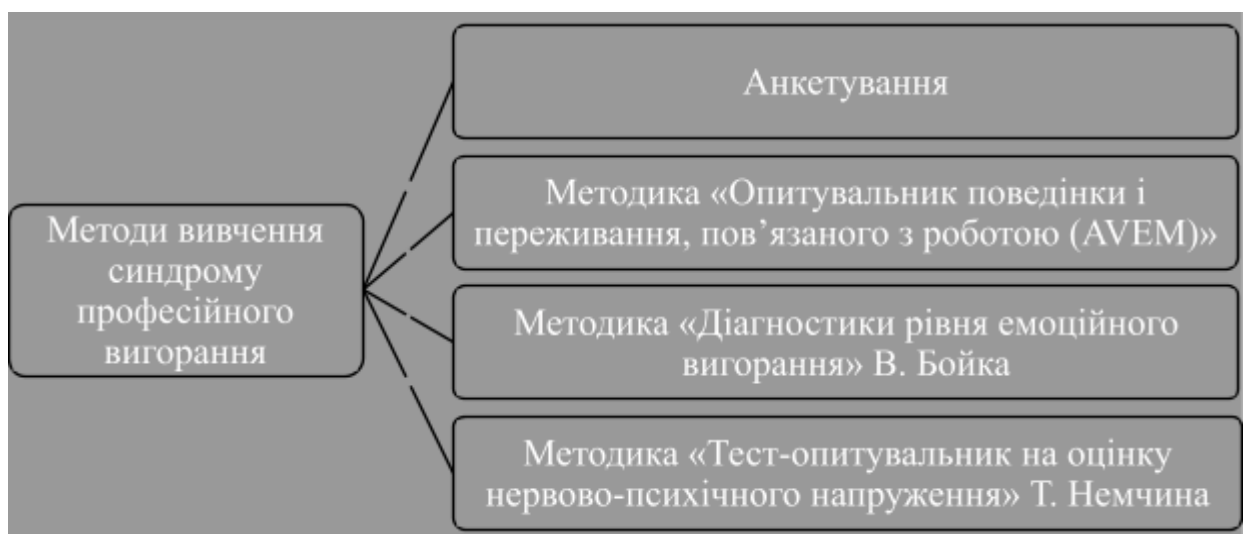 Методи вивчення
синдрому
професійного
вигорання
Анкетування
Методика «Опитувальник поведінки і
переживання, пов’язаного з роботою (AVEM)»
Методика «Діагностики рівня емоційного
вигорання» В. Бойка
Методика «Тест-опитувальник на оцінку
нервово-психічного напруження» Т. Немчина